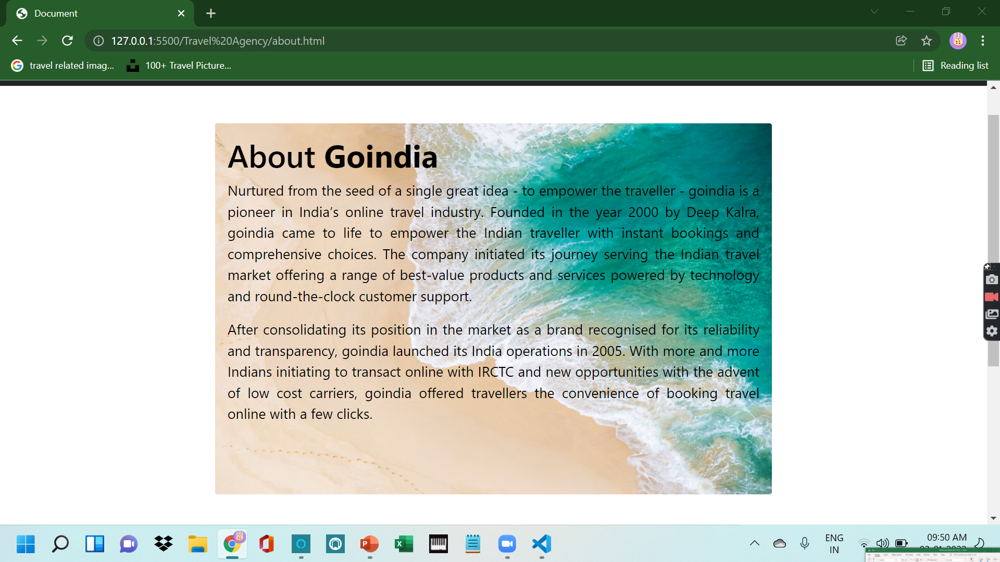 Document
127.0.0.1:5500/Travel%20Agency/about.html
travel related imag...
100+ Travel Picture...
Reading list
About Goindia
Nurtured from the seed of a single great idea - to empower the traveller - goindia is a
pioneer in India’s online travel industry. Founded in the year 2000 by Deep Kalra,
goindia came to life to empower the Indian traveller with instant bookings and
comprehensive choices. The company initiated its journey serving the Indian travel
market offering a range of best-value products and services powered by technology
and round-the-clock customer support.
After consolidating its position in the market as a brand recognised for its reliability
and transparency, goindia launched its India operations in 2005. With more and more
Indians initiating to transact online with IRCTC and new opportunities with the advent
of low cost carriers, goindia offered travellers the convenience of booking travel
online with a few clicks.
ENG
IN
09:50 AM